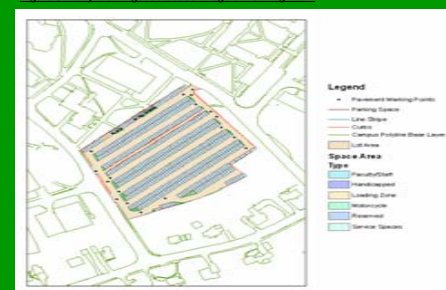 Legend
Pavement Marking Points
Parking Space
Line Stripe
Curbs
Campus Polyline Base Layer
Lot Area
Space Area
Type
Faculty/Staff
Handicapped
Loading Zone
Motorcycle
Reserved
Service Spaces